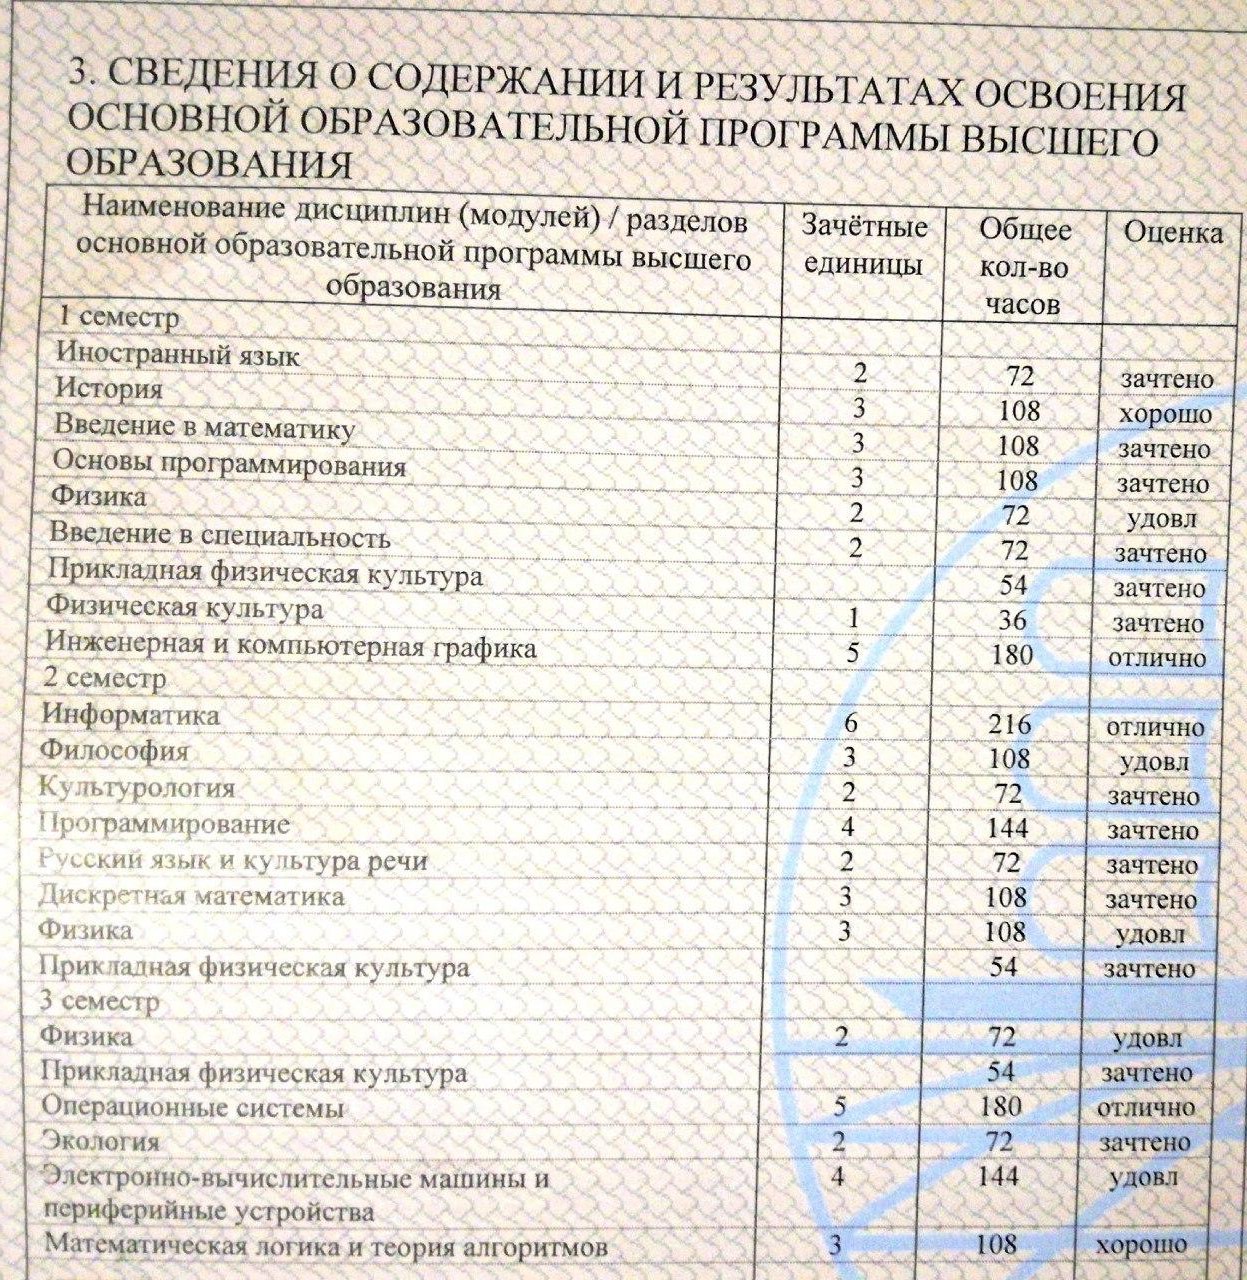 3. СВЕДЕНИЯ О СОДЕРЖАНИИ И РЕЗУЛЬТАТАХ ОСВОЕНИЯ
ОСНОВНОЙ ОБРАЗОВАТЕЛЬНОЙ ПРОГРАММЫ ВЫСШЕГО
ОБРАЗОВАНИЯ
Наименование дисциплин (модулей) / разделов
основной образовательной программы высшего
образования
Зачётные
единицы
Общее
кол-во
часов
Оценка
1 семестр
Иностранный язык 2 72 зачтено
История 3 108 хорошо
Введение в математику 3 108 зачтено
Основы программирования 3 108 зачтено
Физика 2 72 удовл
Введение в специальность 2 72 зачтено
Прикладная физическая культура 54 зачтено
Физическая культура 1 36 зачтено
Инженерная и компьютерная графика 5 180 отлично
2 семестр
Информатика 6 216 отлично
Философия 3 108 удовл
Культурология 2 72 зачтено
Программирование 4 144 зачтено
Русский язык и культура речи 2 72 зачтено
Дискретная математика 3 108 зачтено
Физика 3 108 удовл
Прикладная физическая культура 54 зачтено
3 семестр
Физика 2 72 удовл
Прикладная физическая культура 54 зачтено
Операционные системы 5 180 отлично
Экология 2 72 зачтено
Электронно-вычислительные машины и 4 144 удовл
периферийные устройства
Математическая логика и теория алгоритмов 3 108 хорошо